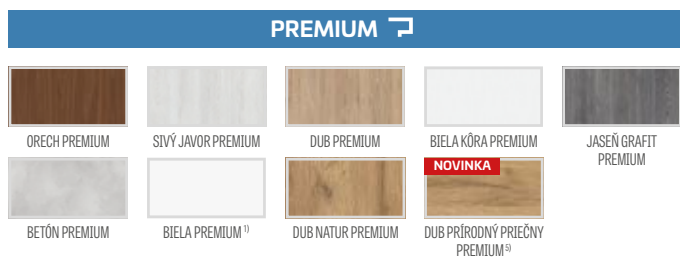 PREMIUM
ORECH PREMIUM
SIVÝ JAVOR PREMIUM
DUB PREMIUM
BIELA KÔRA PREMIUM
JASEŇ GRAFIT
PREMIUM
BETÓN PREMIUM
BIELA PREMIUM 1)
DUB NATUR PREMIUM
NOVINKA
DUB PRÍRODNÝ PRIEČNY
PREMIUM 5)